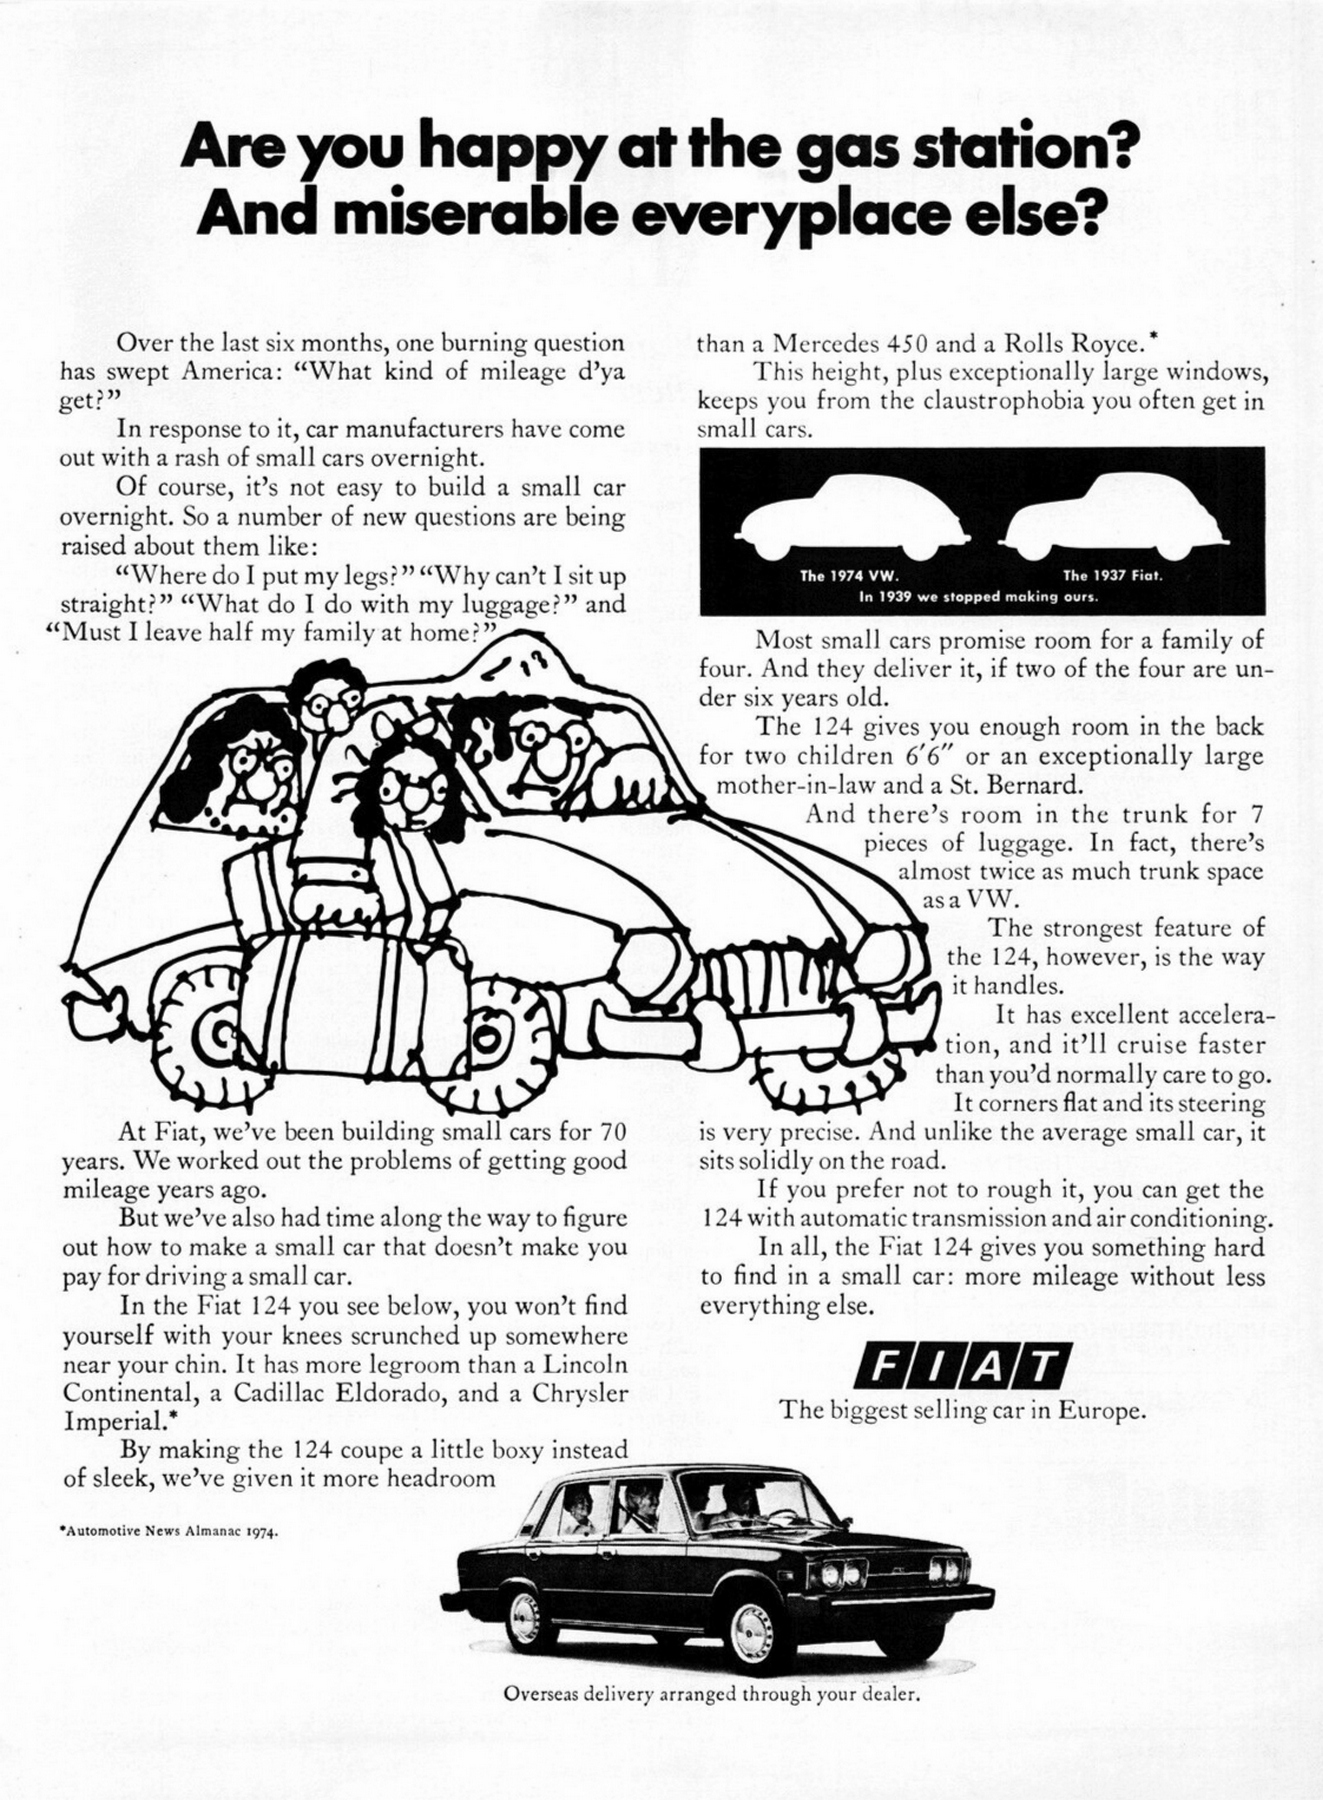 Are you happy at the gas station?
And miserable everyplace else?
Over the last six months, one burning question
has swept America: “What kind of mileage d’ya
get?”
In response to it, car manufacturers have come
out with a rash of small cars overnight.
Of course, it’s not easy to build a small car
overnight. So a number of new questions are being
raised about them like:
“Where do I put my legs?” “Why can’t I sit up
straight?” “What do I do with my luggage?” and
“Must I leave half my family at home?”
At Fiat, we’ve been building small cars for 70
years. We worked out the problems of getting good
mileage years ago.
But we’ve also had time along the way to figure
out how to make a small car that doesn’t make you
pay for driving a small car.
In the Fiat 124 you see below, you won’t find
yourself with your knees scrunched up somewhere
near your chin. It has more legroom than a Lincoln
Continental, a Cadillac Eldorado, and a Chrysler
Imperial.*
By making the 124 coupe a little boxy instead
of sleek, we’ve given it more headroom
*Automotive News Almanac 1974.
than a Mercedes 450 and a Rolls Royce.*
This height, plus exceptionally large windows,
keeps you from the claustrophobia you often get in
small cars.
The 1974 VW.
The 1937 Fiat.
In 1939 we stopped making ours.
Most small cars promise room for a family of
four. And they deliver it, if two of the four are un-
der six years old.
The 124 gives you enough room in the back
for two children 6′6″ or an exceptionally large
mother-in-law and a St. Bernard.
And there’s room in the trunk for 7
pieces of luggage. In fact, there’s
almost twice as much trunk space
as a VW.
The strongest feature of
the 124, however, is the way
it handles.
It has excellent accelera-
tion, and it’ll cruise faster
than you’d normally care to go.
It corners flat and its steering
is very precise. And unlike the average small car, it
sits solidly on the road.
If you prefer not to rough it, you can get the
124 with automatic transmission and air conditioning.
In all, the Fiat 124 gives you something hard
to find in a small car: more mileage without less
everything else.
FIAT
The biggest selling car in Europe.
Overseas delivery arranged through your dealer.